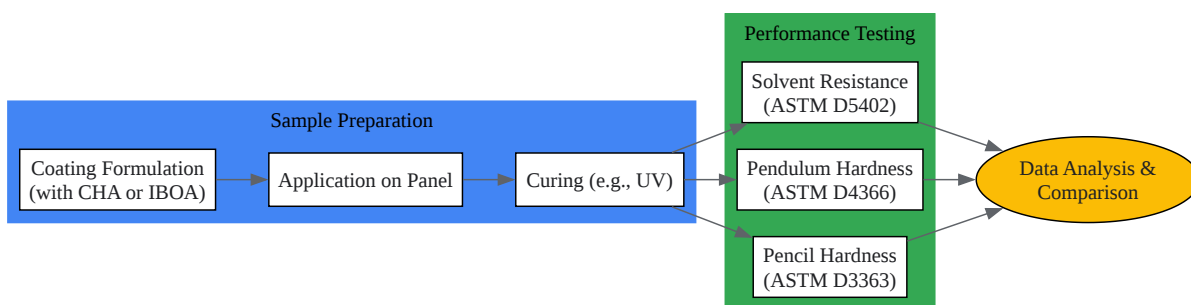 Performance Testing
Solvent Resistance
(ASTM D5402)
Sample Preparation
Coating Formulation
(with CHA or IBOA)
Application on Panel
Curing (e.g., UV)
Pendulum Hardness
(ASTM D4366)
Data Analysis &
Comparison
Pencil Hardness
(ASTM D3363)